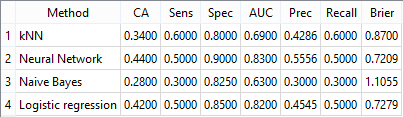 Method CA Sens Spec AUC Prec Recall Brier
1 kNN 0.3400 0.6000 0.8000 0.6900 0.4286 0.6000 0.8700
2 Neural Network 0.4400 0.5000 0.9000 0.8300 0.5556 0.5000 0.7209
3 Naive Bayes 0.2800 0.3000 0.8250 0.6300 0.3000 0.3000 1.1055
4 Logistic regression 0.4200 0.5000 0.8500 0.8200 0.4545 0.5000 0.7279